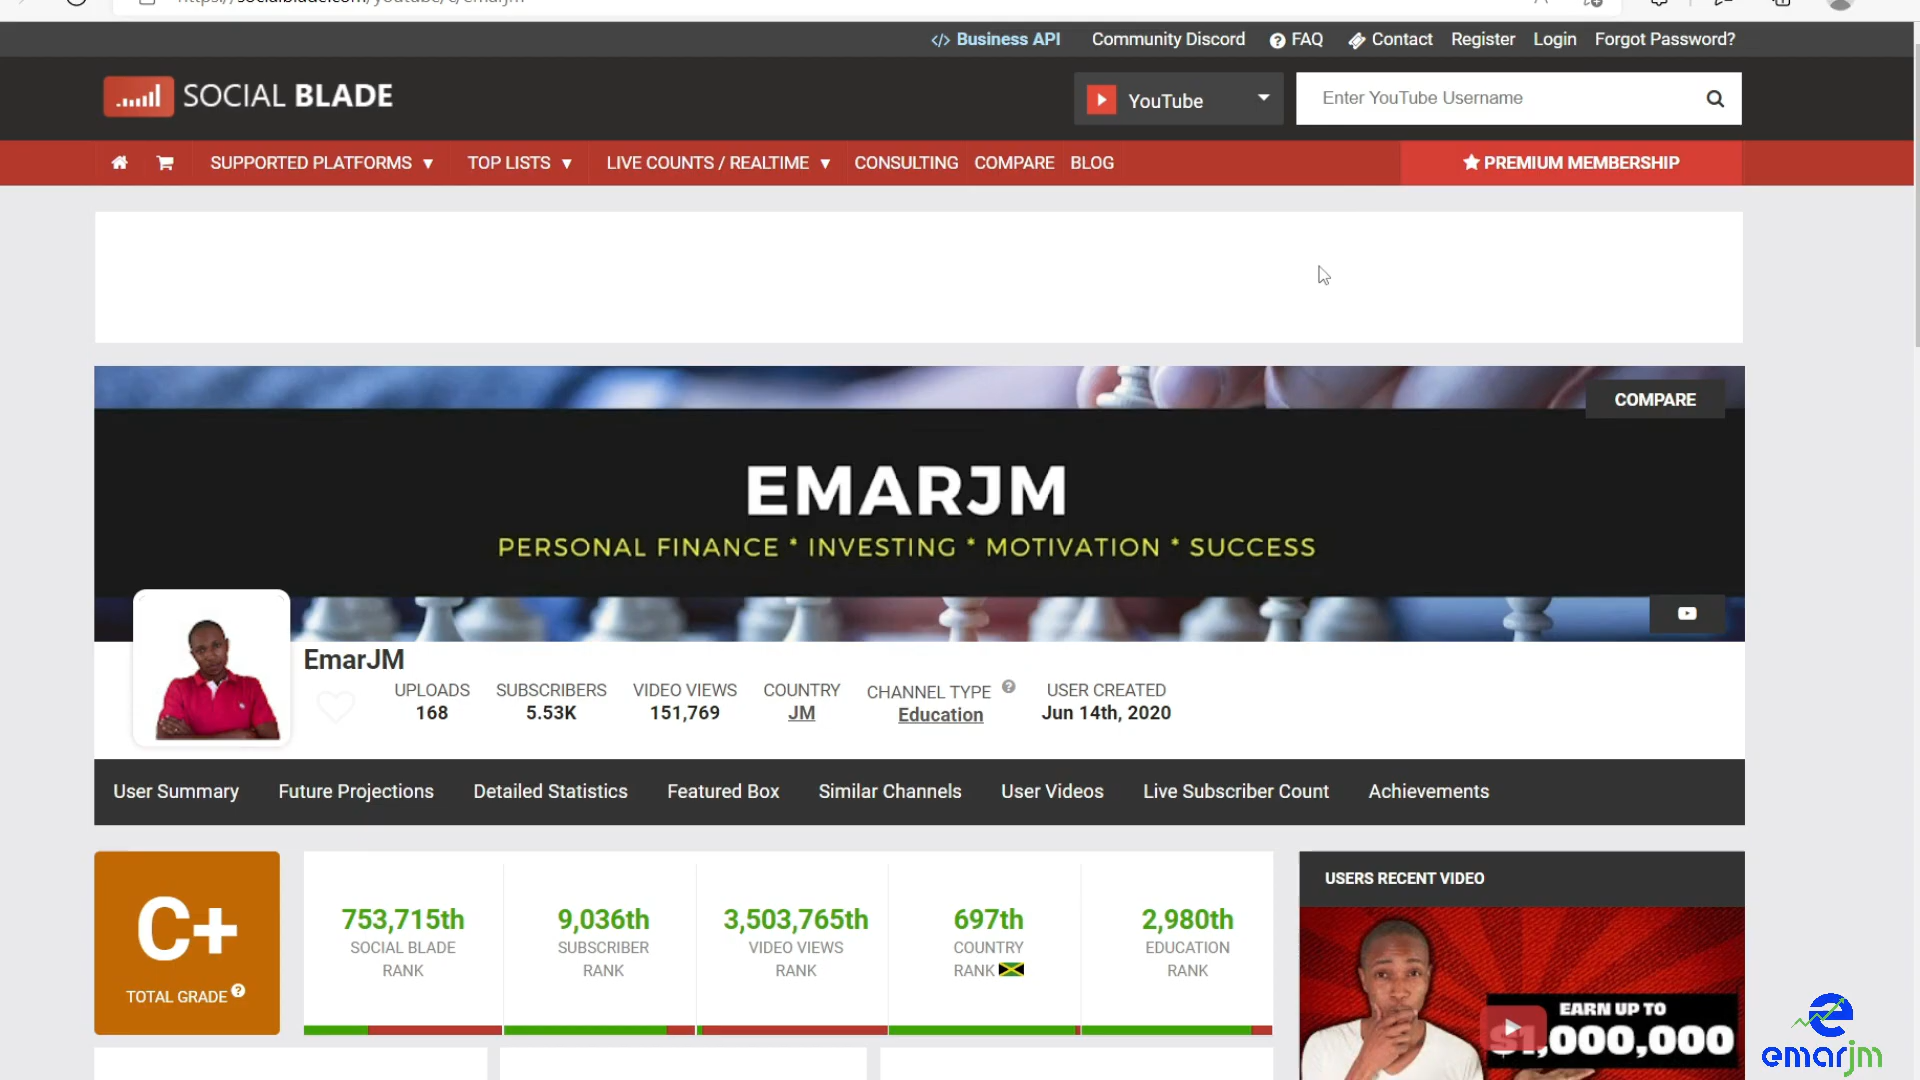 Business API Community Discord FAQ Contact Register Login Forgot Password?
SOCIAL BLADE
YouTube
Enter YouTube Username
SUPPORTED PLATFORMS ▼ TOP LISTS ▼ LIVE COUNTS / REALTIME ▼ CONSULTING COMPARE BLOG
PREMIUM MEMBERSHIP
COMPARE
EMARJM
PERSONAL FINANCE * INVESTING * MOTIVATION * SUCCESS
EmarJM
UPLOADS SUBSCRIBERS VIDEO VIEWS COUNTRY CHANNEL TYPE USER CREATED
168 5.53K 151,769 JM Education Jun 14th, 2020
User Summary Future Projections Detailed Statistics Featured Box Similar Channels User Videos Live Subscriber Count Achievements
C+
TOTAL GRADE
753,715th
SOCIAL BLADE
RANK
9,036th
SUBSCRIBER
RANK
3,503,765th
VIDEO VIEWS
RANK
697th
COUNTRY
RANK
2,980th
EDUCATION
RANK
USERS RECENT VIDEO
EARN UP TO
$1,000,000
emarjm